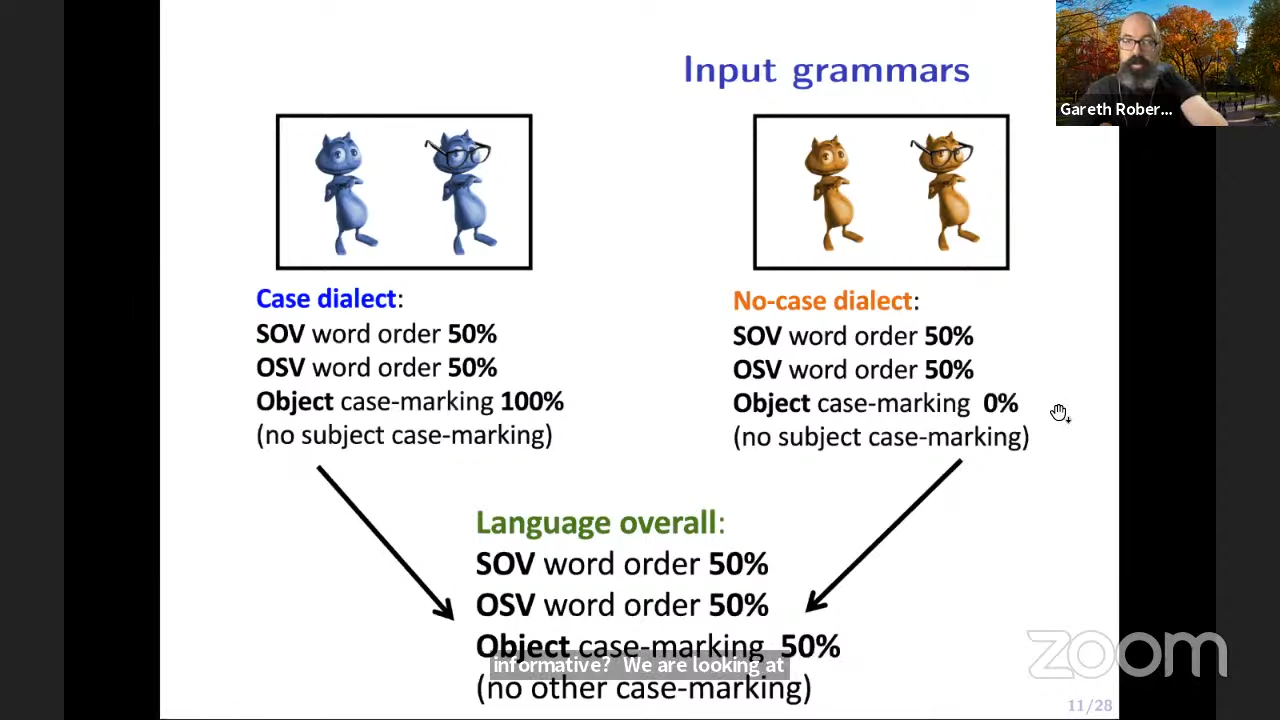 Input grammars
Gareth Rober...
Case dialect:
SOV word order 50%
OSV word order 50%
Object case-marking 100%
(no subject case-marking)
No-case dialect:
SOV word order 50%
OSV word order 50%
Object case-marking 0%
(no subject case-marking)
Language overall:
SOV word order 50%
OSV word order 50%
Object case-marking 50%
informative? We are looking at
(no other case-marking)
zoom
11/28